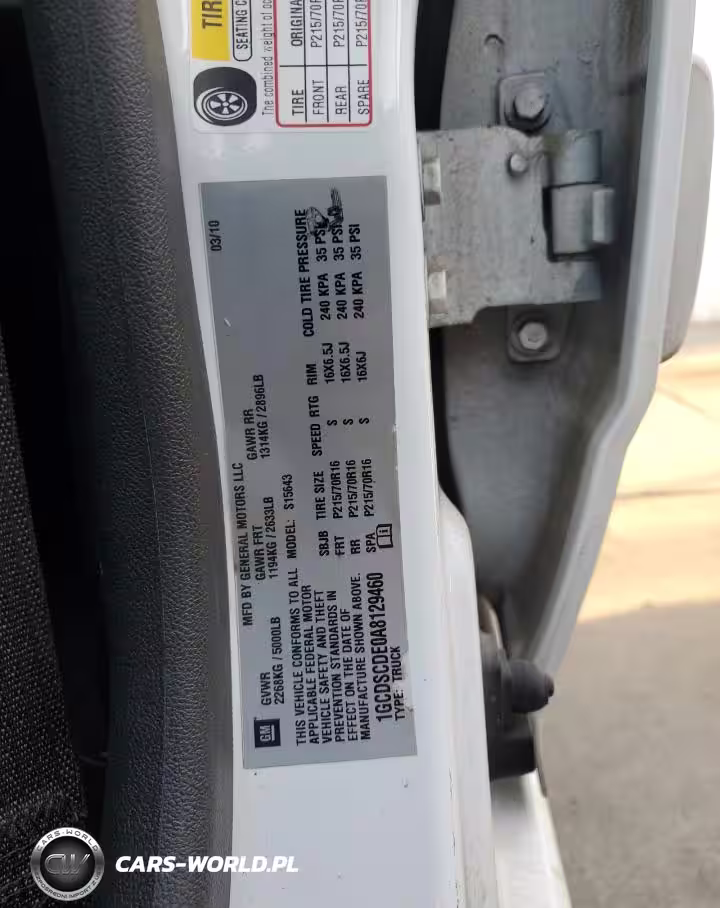 TIR
SEATING C
The combined weight of oc
TIRE
ORIGINA
FRONT
P215/70R
REAR
P215/70R
SPARE
P215/70
03/10
MFD BY GENERAL MOTORS LLC
GVWR GAWR FRT GAWR RR
2268KG / 5000LB 1194KG / 2633LB 1314KG / 2896LB
GM
THIS VEHICLE CONFORMS TO ALL
APPLICABLE FEDERAL MOTOR
VEHICLE SAFETY AND THEFT
PREVENTION STANDARDS IN
EFFECT ON THE DATE OF
MANUFACTURE SHOWN ABOVE.
1GCDSCDE0A8129460
TYPE: TRUCK
MODEL: S15643
SBJB TIRE SIZE SPEED RTG RIM COLD TIRE PRESSURE
FRT P215/70R16 S 16X6.5J 240 KPA 35 PSI
RR P215/70R16 S 16X6.5J 240 KPA 35 PSI
SPA P215/70R16 S 16X6J 240 KPA 35 PSI
CARS-WORLD
CW
CARS-WORLD.PL